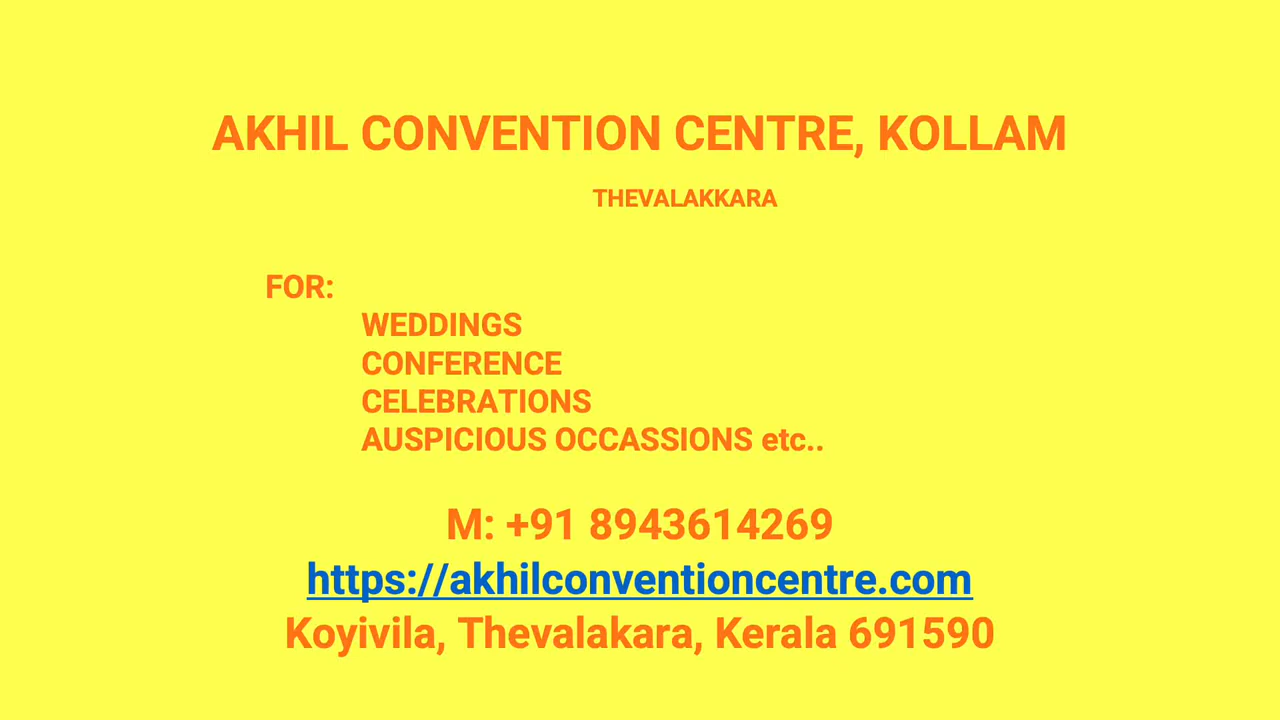 AKHIL CONVENTION CENTRE, KOLLAM
THEVALAKKARA
FOR:
WEDDINGS
CONFERENCE
CELEBRATIONS
AUSPICIOUS OCCASSIONS etc..
M: +91 8943614269
https://akhilconventioncentre.com
Koyivila, Thevalakara, Kerala 691590